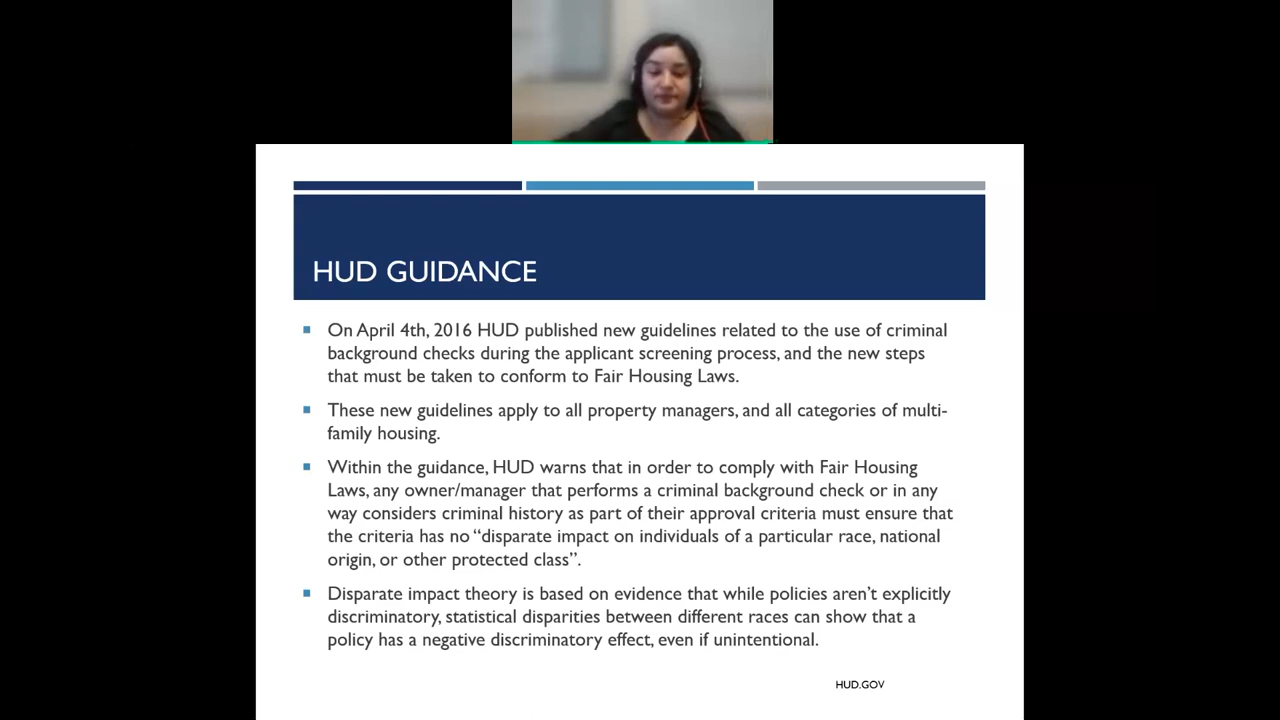 HUD GUIDANCE
On April 4th, 2016 HUD published new guidelines related to the use of criminal
background checks during the applicant screening process, and the new steps
that must be taken to conform to Fair Housing Laws.
These new guidelines apply to all property managers, and all categories of multi-
family housing.
Within the guidance, HUD warns that in order to comply with Fair Housing
Laws, any owner/manager that performs a criminal background check or in any
way considers criminal history as part of their approval criteria must ensure that
the criteria has no “disparate impact on individuals of a particular race, national
origin, or other protected class”.
Disparate impact theory is based on evidence that while policies aren’t explicitly
discriminatory, statistical disparities between different races can show that a
policy has a negative discriminatory effect, even if unintentional.
HUD.GOV